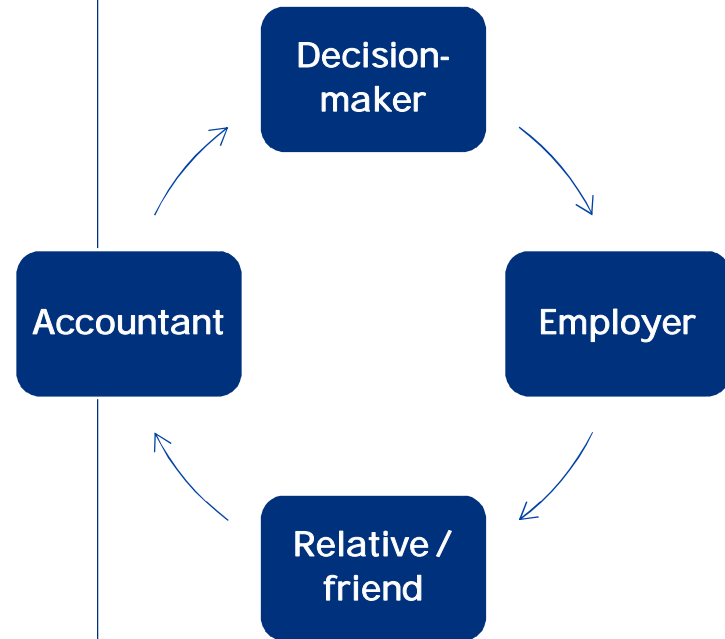 Decision-
maker
Accountant
Employer
Relative /
friend